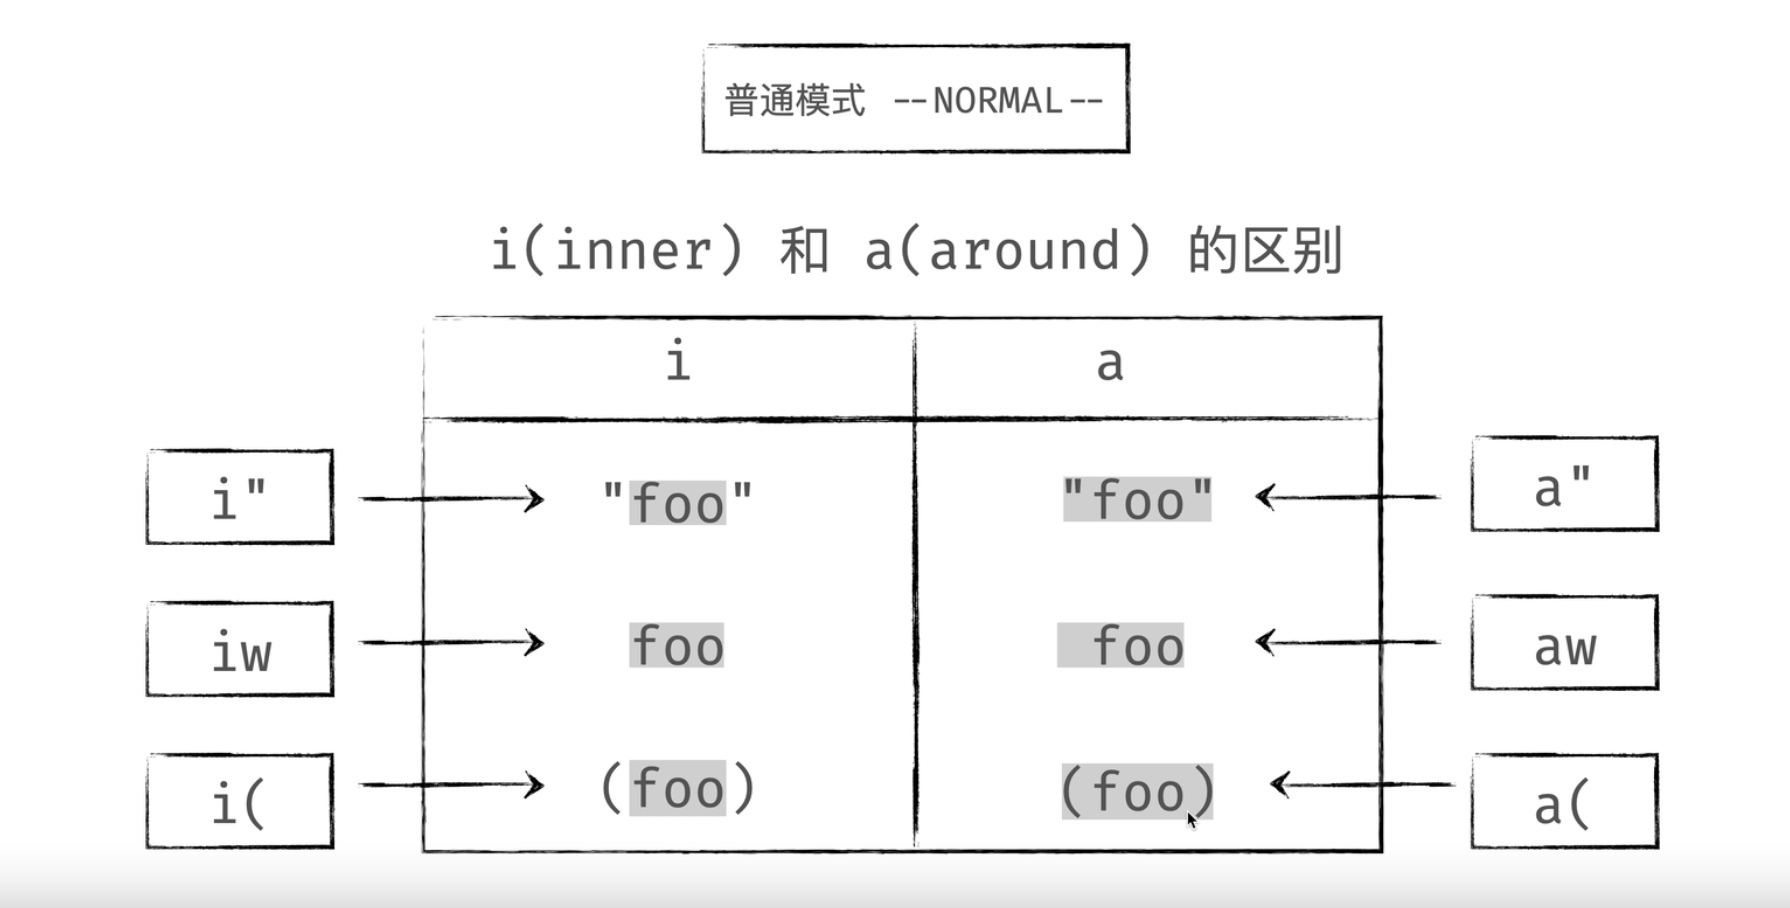 普通模式 --NORMAL--
i(inner) 和 a(around) 的区别
i a
i" "foo" "foo" a"
iw foo foo aw
i( (foo) (foo) a(